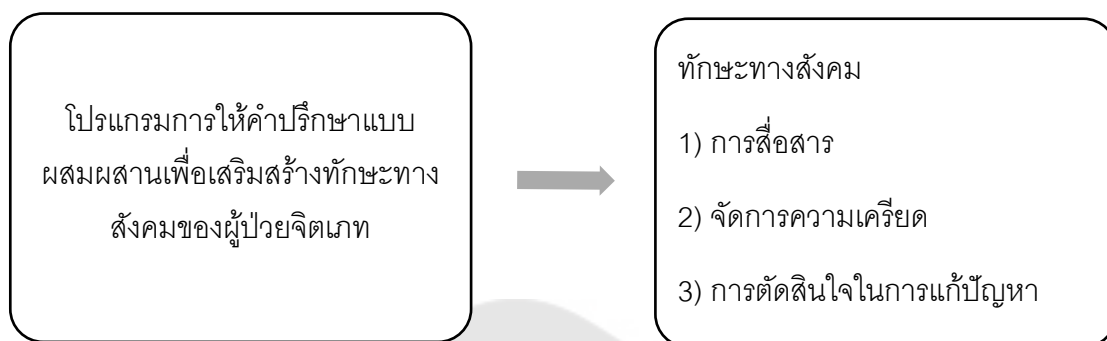 โปรแกรมการให้คำปรึกษาแบบ
ผสมผสานเพื่อเสริมสร้างทักษะทาง
สังคมของผู้ป่วยจิตเภท
ทักษะทางสังคม
1) การสื่อสาร
2) จัดการความเครียด
3) การตัดสินใจในการแก้ปัญหา